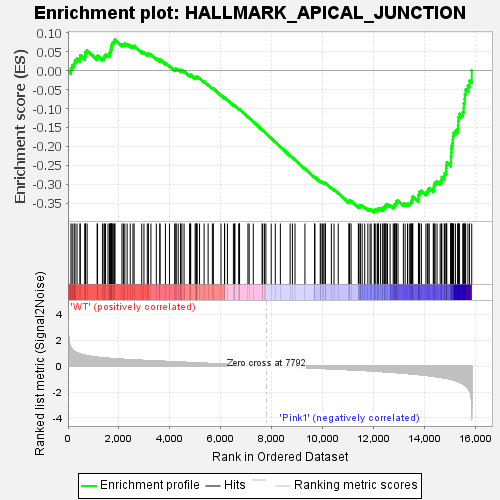 Enrichment plot: HALLMARK_APICAL_JUNCTION
Enrichment score (ES)
0.10
0.05
0.00
-0.05
-0.10
-0.15
-0.20
-0.25
-0.30
-0.35
'WT' (positively correlated)
Ranked list metric (Signal2Noise)
4
2
0
-2
-4
Zero cross at 7792
'Pink1' (negatively correlated)
0
2,000
4,000
6,000
8,000
10,000
12,000
14,000
16,000
Rank in Ordered Dataset
Enrichment profile
Hits
Ranking metric scores